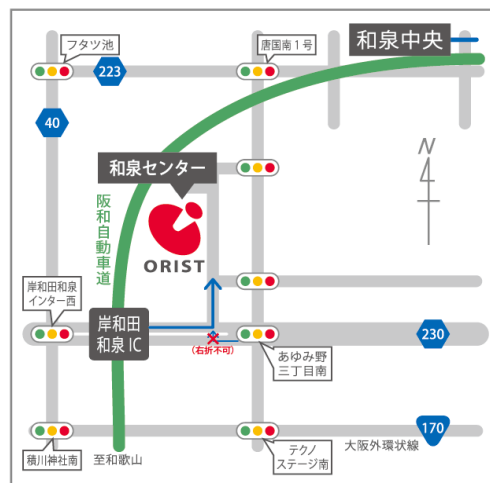 フタツ池
唐国南1号
和泉中央
223
40
和泉センター
N
阪和自動車道
ORIST
岸和田和泉
インター西
岸和田
和泉IC
(右折不可)
230
あゆみ野
三丁目南
170
積川神社南
至和歌山
テクノ
ステージ南
大阪外環状線